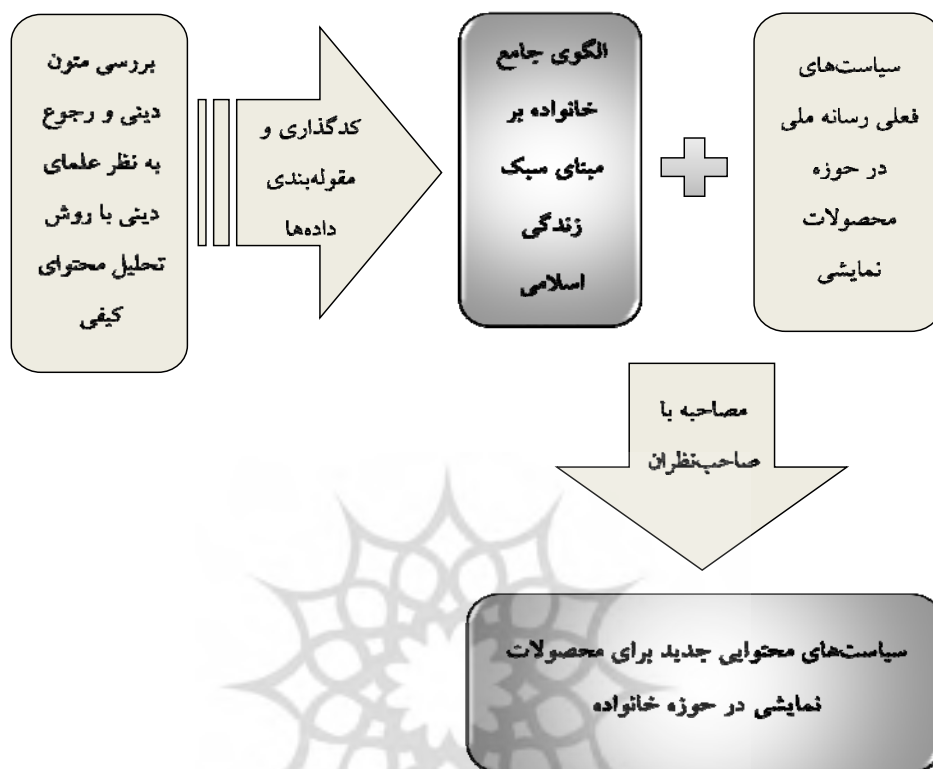 بررسی متون
دینی و رجوع
به نظر علمای
دینی با روش
تحلیل محتوای
کیفی
کدگذاری و
مقوله‌بندی
داده‌ها
الگوی جامع
خانواده بر
مبنای سبک
زندگی
اسلامی
سیاست‌های
فعلی رسانه ملی
در حوزه
محصولات
نمایشی
مصاحبه با
صاحب‌نظران
سیاست‌های محتوایی جدید برای محصولات
نمایشی در حوزه خانواده